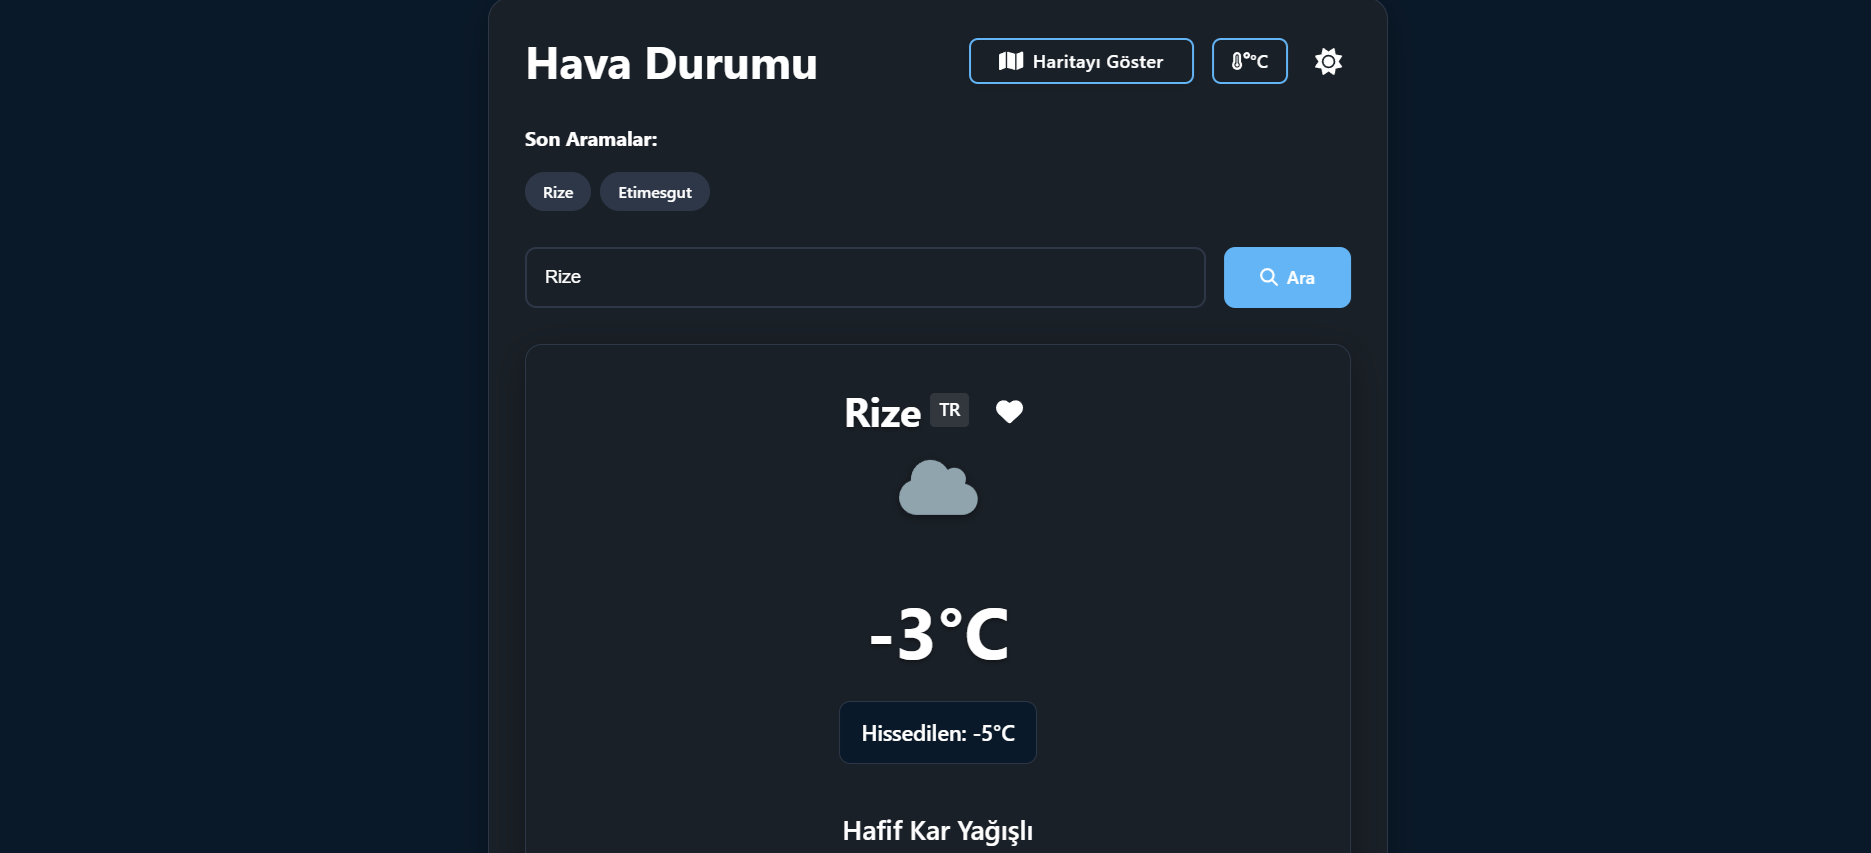 Hava Durumu
Haritayı Göster
°°C
Son Aramalar:
Rize
Etimesgut
Rize
Ara
Rize TR
-3°C
Hissedilen: -5°C
Hafif Kar Yağışlı